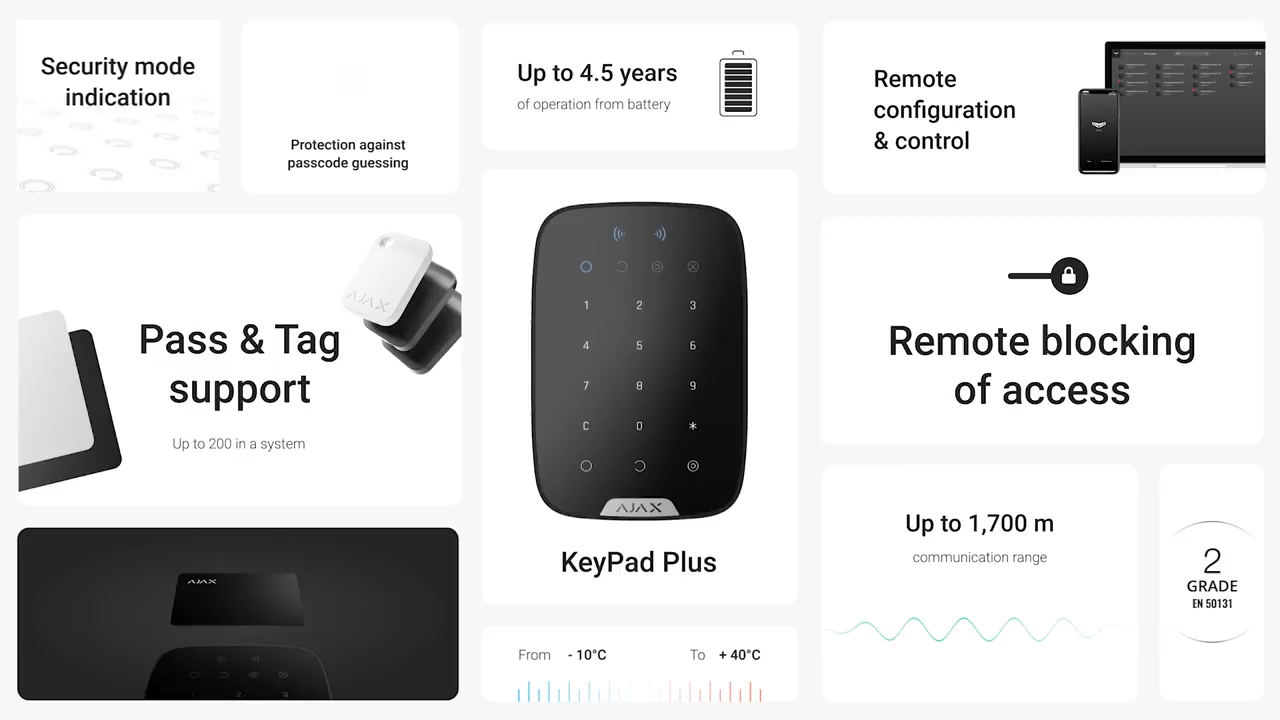 Security mode
indication
Protection against
passcode guessing
Up to 4.5 years
of operation from battery
Remote
configuration
& control
AJAX
Pass & Tag
support
Up to 200 in a system
1 2 3
4 5 6
7 8 9
C 0 *
AJAX
KeyPad Plus
Remote blocking
of access
Up to 1,700 m
communication range
2
GRADE
EN 50131
AJAX
1 2 3
From - 10°C To + 40°C